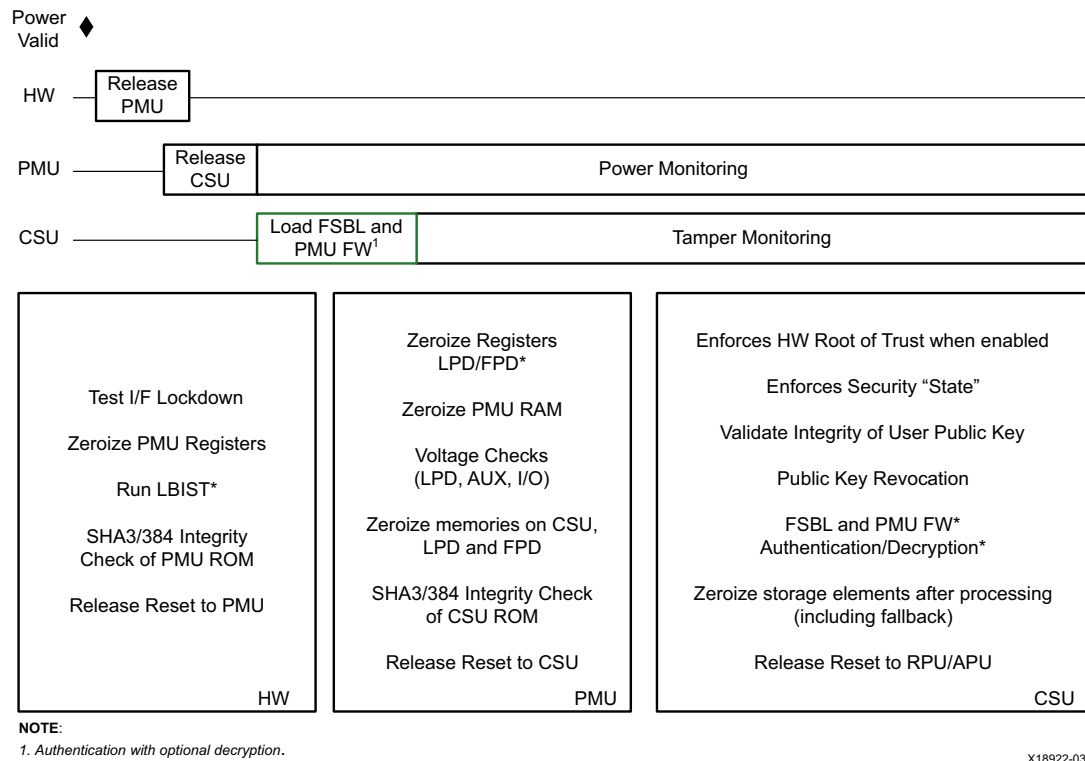 Power
Valid
HW
Release
PMU
PMU
Release
CSU
Power Monitoring
CSU
Load FSBL and
PMU FW1
Tamper Monitoring
Test I/F Lockdown
Zeroize PMU Registers
Run LBIST*
SHA3/384 Integrity
Check of PMU ROM
Release Reset to PMU
HW
Zeroize Registers
LPD/FPD*
Zeroize PMU RAM
Voltage Checks
(LPD, AUX, I/O)
Zeroize memories on CSU,
LPD and FPD
SHA3/384 Integrity Check
of CSU ROM
Release Reset to CSU
PMU
Enforces HW Root of Trust when enabled
Enforces Security “State”
Validate Integrity of User Public Key
Public Key Revocation
FSBL and PMU FW*
Authentication/Decryption*
Zeroize storage elements after processing
(including fallback)
Release Reset to RPU/APU
CSU
NOTE:
1. Authentication with optional decryption.
X18922-03